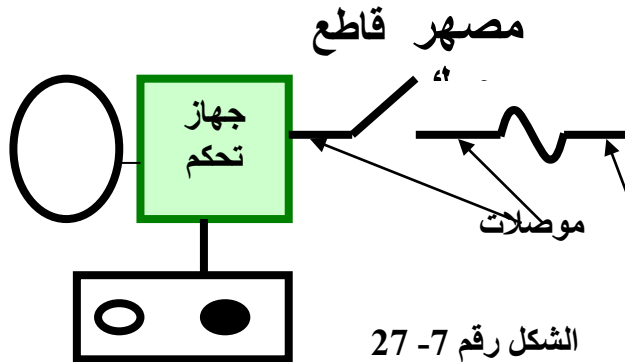 مصهر قاطع
جهاز
تحكم
موصلات
الشكل رقم 7- 27